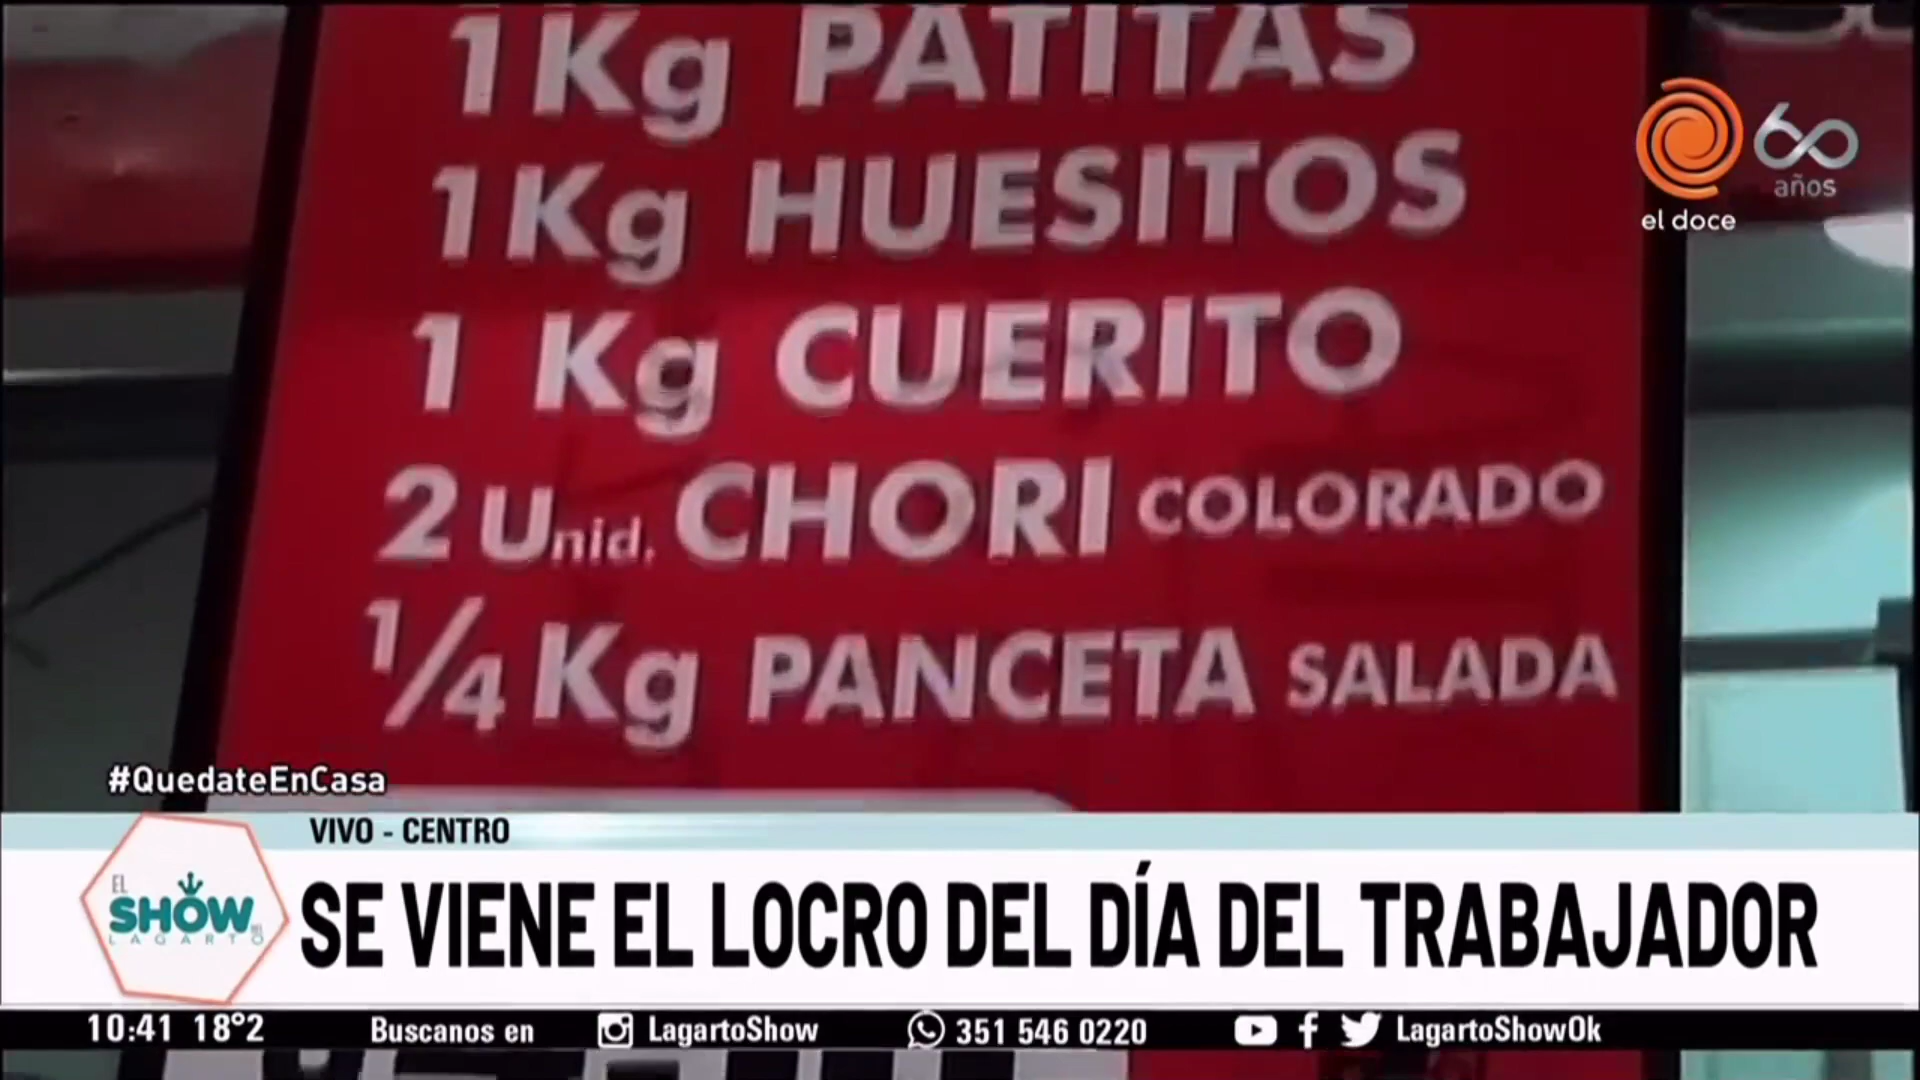 1Kg PATITAS
1Kg HUESITOS
1 Kg CUERITO
2 Unid. CHORI COLORADO
1/4 Kg PANCETA SALADA
60
años
el doce
#QuedateEnCasa
VIVO - CENTRO
EL
SHOW
DEL
LAGARTO
SE VIENE EL LOCRO DEL DÍA DEL TRABAJADOR
10:41 18°2 Buscanos en LagartoShow 351 546 0220 LagartoShowOk